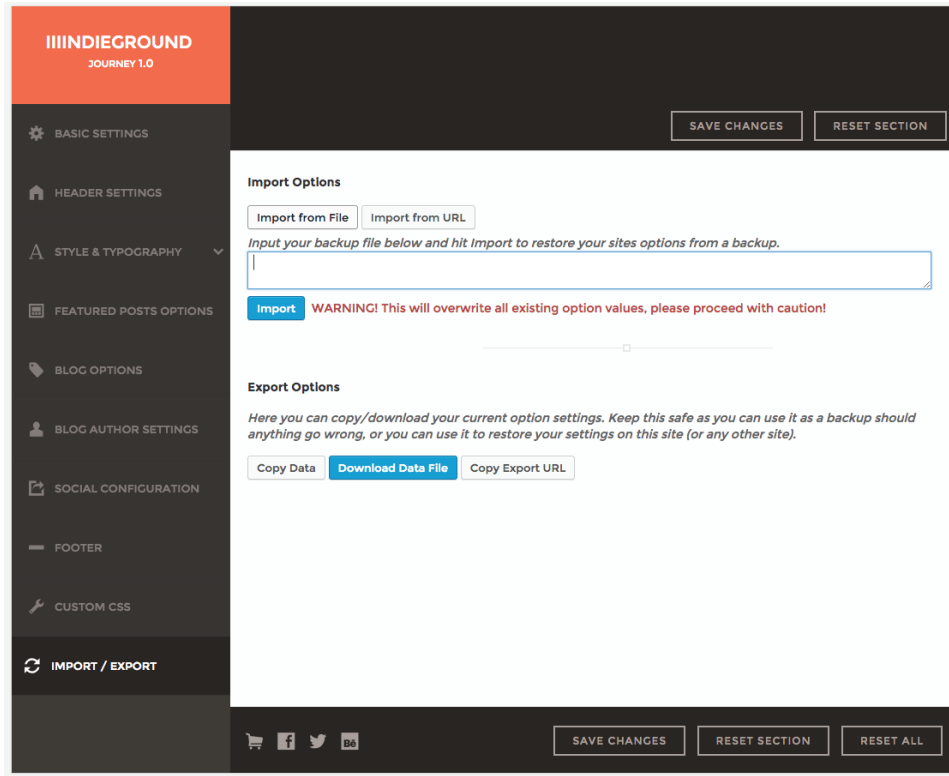 IIIINDIEGROUND
JOURNEY 1.0
SAVE CHANGES
RESET SECTION
BASIC SETTINGS
HEADER SETTINGS
STYLE & TYPOGRAPHY
FEATURED POSTS OPTIONS
BLOG OPTIONS
BLOG AUTHOR SETTINGS
SOCIAL CONFIGURATION
FOOTER
CUSTOM CSS
IMPORT / EXPORT
Import Options
Import from File
Import from URL
Input your backup file below and hit Import to restore your sites options from a backup.
Import
WARNING! This will overwrite all existing option values, please proceed with caution!
Export Options
Here you can copy/download your current option settings. Keep this safe as you can use it as a backup should
anything go wrong, or you can use it to restore your settings on this site (or any other site).
Copy Data
Download Data File
Copy Export URL
Bē
SAVE CHANGES
RESET SECTION
RESET ALL